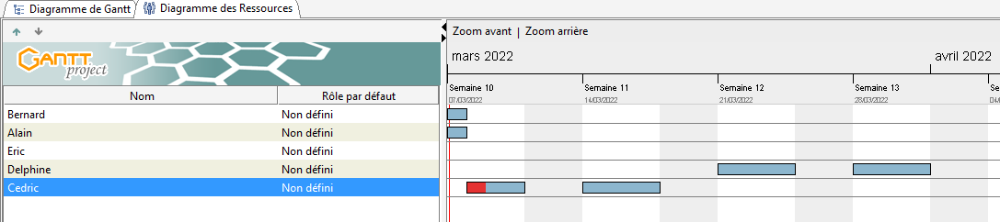 Diagramme de Gantt Diagramme des Ressources
Zoom avant | Zoom arrière
GANTT
project
mars 2022 avril 2022
Semaine 10 Semaine 11 Semaine 12 Semaine 13 Se
07/03/2022 14/03/2022 21/03/2022 28/03/2022 04/
Nom Rôle par défaut
Bernard Non défini
Alain Non défini
Eric Non défini
Delphine Non défini
Cedric Non défini